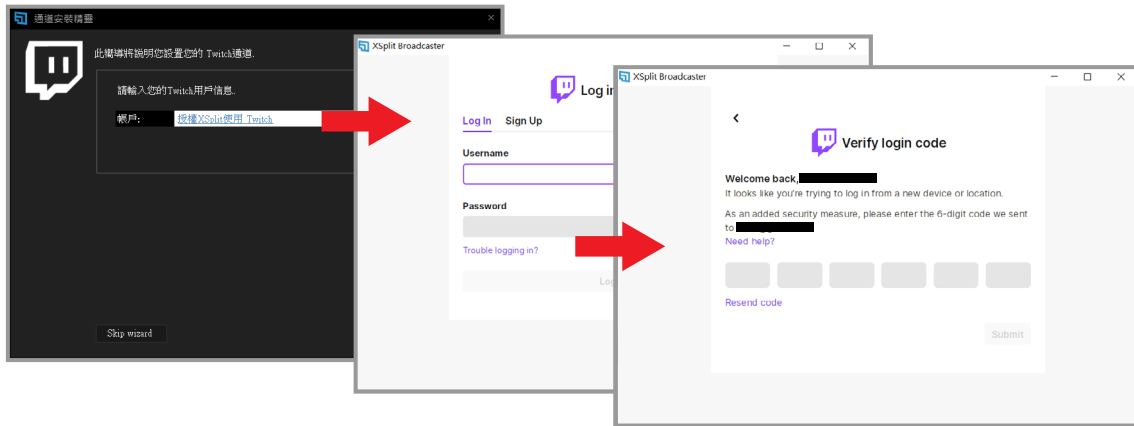 通道安裝精靈
此嚮導將說明您設置您的 Twitch通道.
請輸入您的Twitch用戶信息.
帳戶:
授權XSplit使用 Twitch
Skip wizard
XSplit Broadcaster
Log in
Log In
Sign Up
Username
Password
Trouble logging in?
Log
XSplit Broadcaster
Verify login code
Welcome back,
It looks like you're trying to log in from a new device or location.
As an added security measure, please enter the 6-digit code we sent
to
Need help?
Resend code
Submit